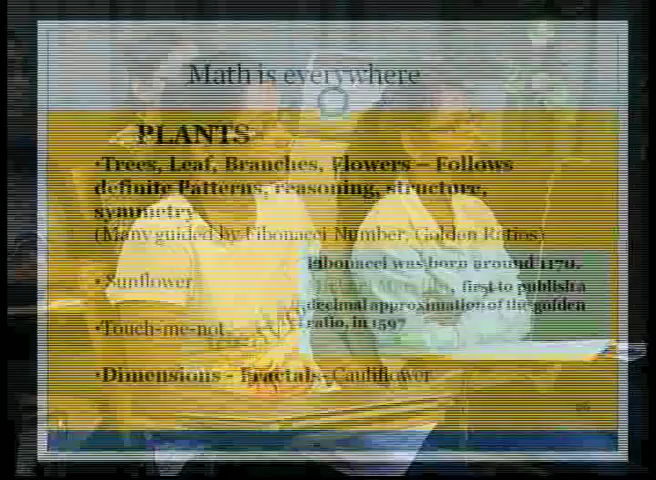 Math is everywhere
PLANTS
•Trees, Leaf, Branches, Flowers – Follows
definite Patterns, reasoning, structure,
symmetry
(Many guided by Fibonacci Number, Golden Ratios)
Fibonacci was born around 1170.
, first to publish a
decimal approximation of the golden
ratio, in 1597
• Sunflower
•Touch-me-not
•Dimensions - Fractals-Cauliflower
26